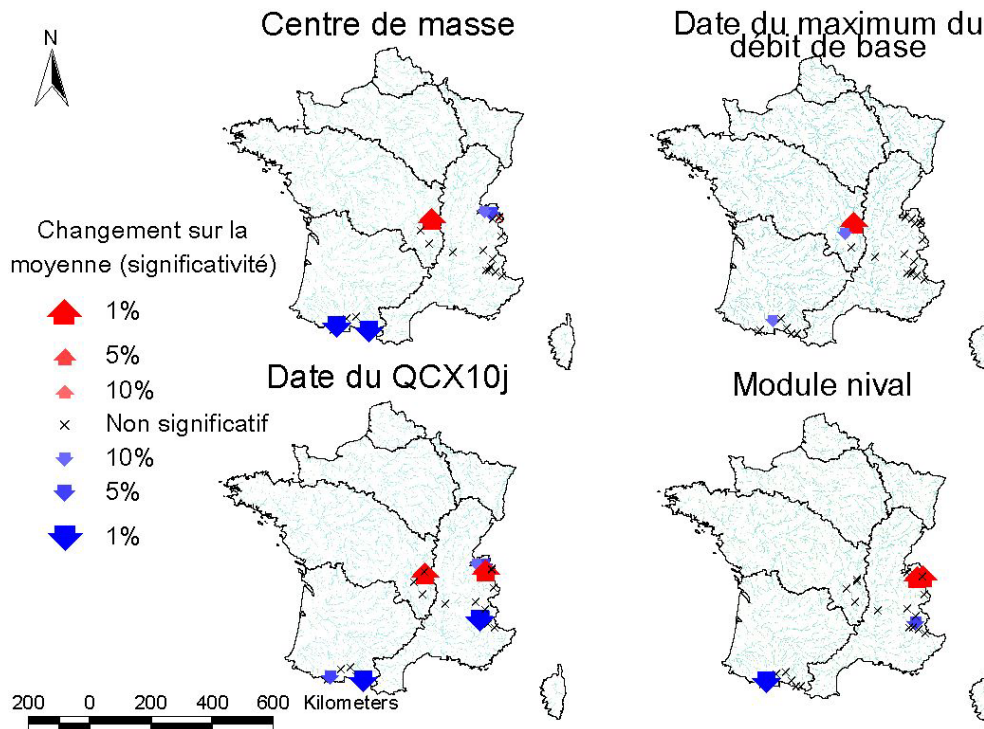 Centre de masse
Date du maximum du
débit de base
N
Changement sur la
moyenne (significativité)
1%
5%
10%
Non significatif
10%
5%
1%
Date du QCX10j
Module nival
200 0 200 400 600 Kilometers